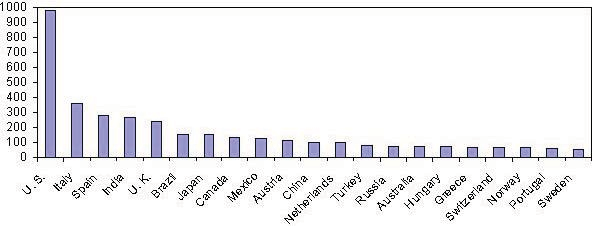 1000
900
800
700
600
500
400
300
200
100
0
U. S.
Italy
Spain
India
U. K.
Brazil
Japan
Canada
Mexico
Austria
China
Netherlands
Turkey
Russia
Australia
Hungary
Greece
Switzerland
Norway
Portugal
Sweden